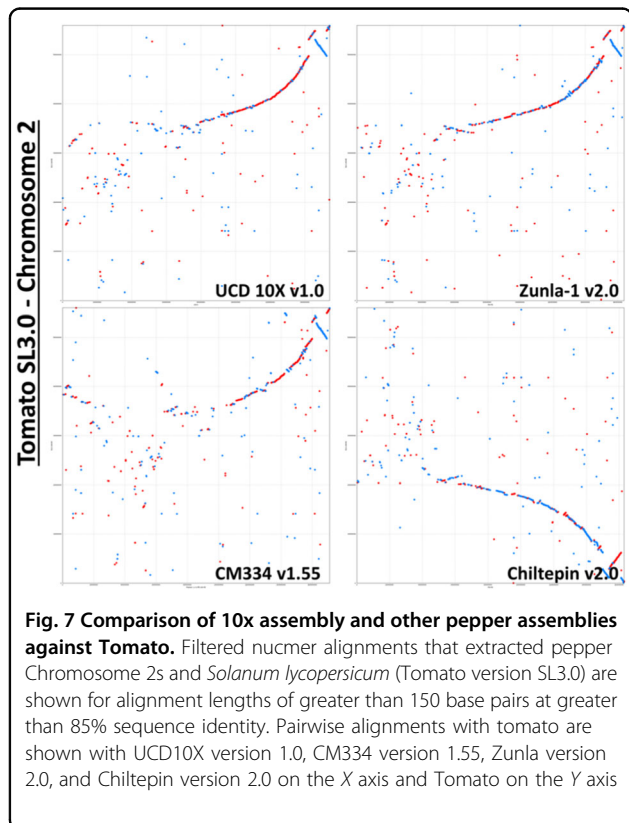 Tomato SL3.0 - Chromosome 2
UCD 10X v1.0
Zunla-1 v2.0
CM334 v1.55
Chiltepin v2.0
Fig. 7 Comparison of 10x assembly and other pepper assemblies
against Tomato. Filtered nucmer alignments that extracted pepper
Chromosome 2s and Solanum lycopersicum (Tomato version SL3.0) are
shown for alignment lengths of greater than 150 base pairs at greater
than 85% sequence identity. Pairwise alignments with tomato are
shown with UCD10X version 1.0, CM334 version 1.55, Zunla version
2.0, and Chiltepin version 2.0 on the X axis and Tomato on the Y axis